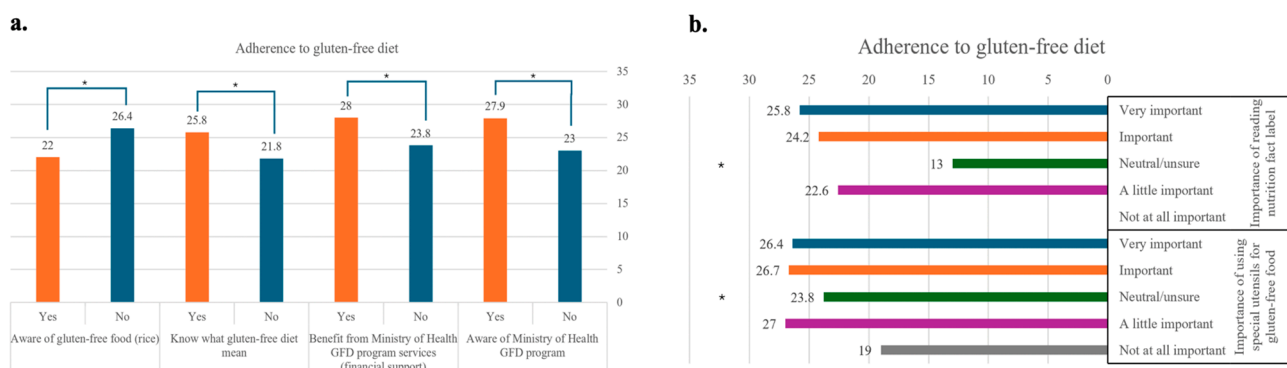 a.
Adherence to gluten-free diet
35
30
25
20
15
10
5
0
*
*
*
*
22
26.4
25.8
21.8
28
23.8
27.9
23
Yes
No
Yes
No
Yes
No
Yes
No
Aware of gluten-free food (rice)
Know what gluten-free diet
mean
Benefit from Ministry of Health
GFD program services
(financial support)
Aware of Ministry of Health
GFD program
b.
Adherence to gluten-free diet
35 30 25 20 15 10 5 0
25.8 Very important
24.2 Important
* 13 Neutral/unsure
22.6 A little important
Not at all important
Importance of reading
nutrition fact label
26.4 Very important
26.7 Important
* 23.8 Neutral/unsure
27 A little important
19 Not at all important
Importance of using
special utensils for
gluten-free food